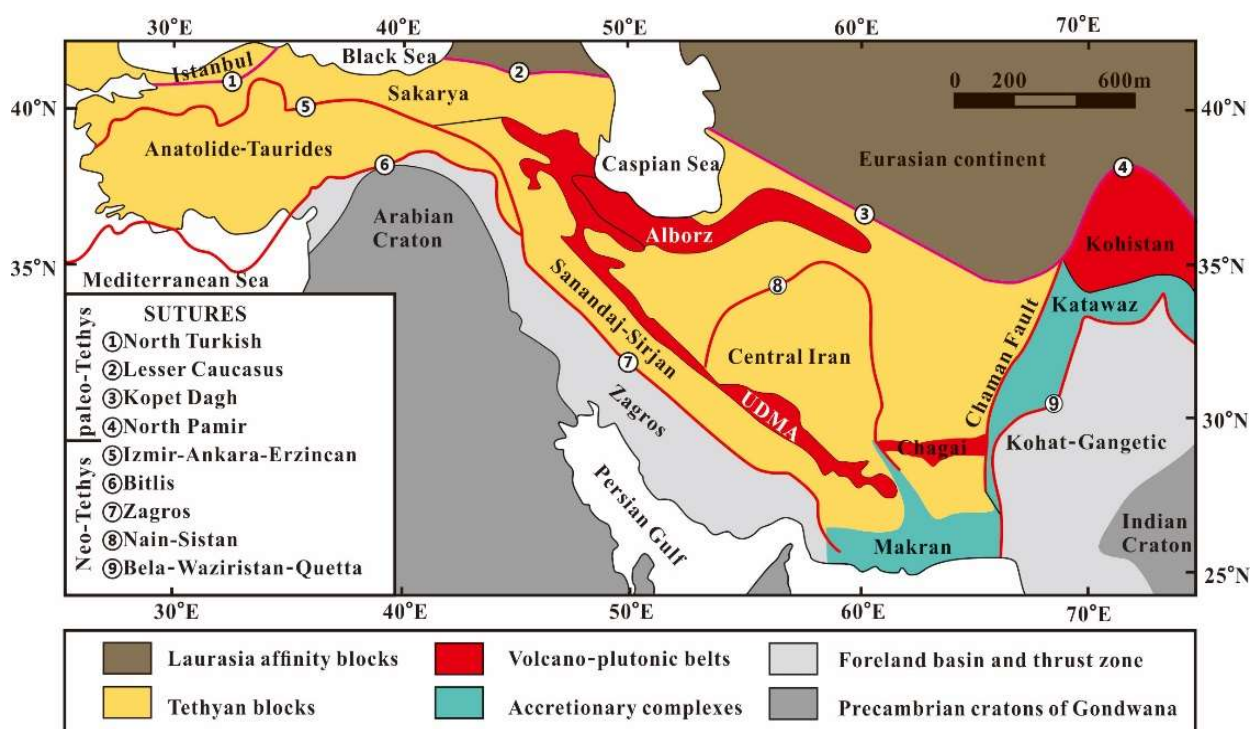 30°E 40°E 50°E 60°E 70°E
Black Sea
Istanbul
①
②
0 200 600m
40°N
Sakarya
⑤
40°N
Anatolide-Taurides
Caspian Sea
Eurasian continent
④
⑥
Arabian
Craton
③
Alborz
Kohistan
35°N
Mediterranean Sea
35°N
Sanandaj-Sirjan
⑧
Katawaz
Central Iran
Chaman Fault
⑦
Zagros
UDMA
⑨
30°N
Chagai
Kohat-Gangetic
Persian Gulf
Makran
Indian
Craton
25°N
25°N
paleo-Tethys
Neo-Tethys
SUTURES
①North Turkish
②Lesser Caucasus
③Kopet Dagh
④North Pamir
⑤Izmir-Ankara-Erzincan
⑥Bitlis
⑦Zagros
⑧Nain-Sistan
⑨Bela-Waziristan-Quetta
30°E 40°E 50°E 60°E 70°E
Laurasia affinity blocks
Volcano-plutonic belts
Foreland basin and thrust zone
Tethyan blocks
Accretionary complexes
Precambrian cratons of Gondwana